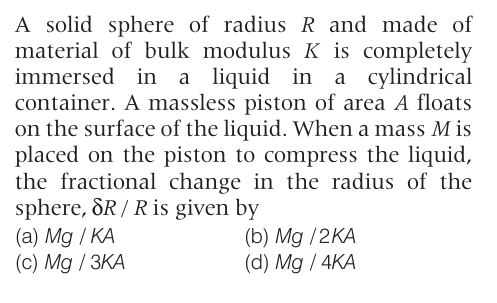 A solid sphere of radius R and made of
material of bulk modulus K is completely
immersed in a liquid in a cylindrical
container. A massless piston of area A floats
on the surface of the liquid. When a mass M is
placed on the piston to compress the liquid,
the fractional change in the radius of the
sphere, δR / R is given by
(a) Mg / KA (b) Mg / 2KA
(c) Mg / 3KA (d) Mg / 4KA